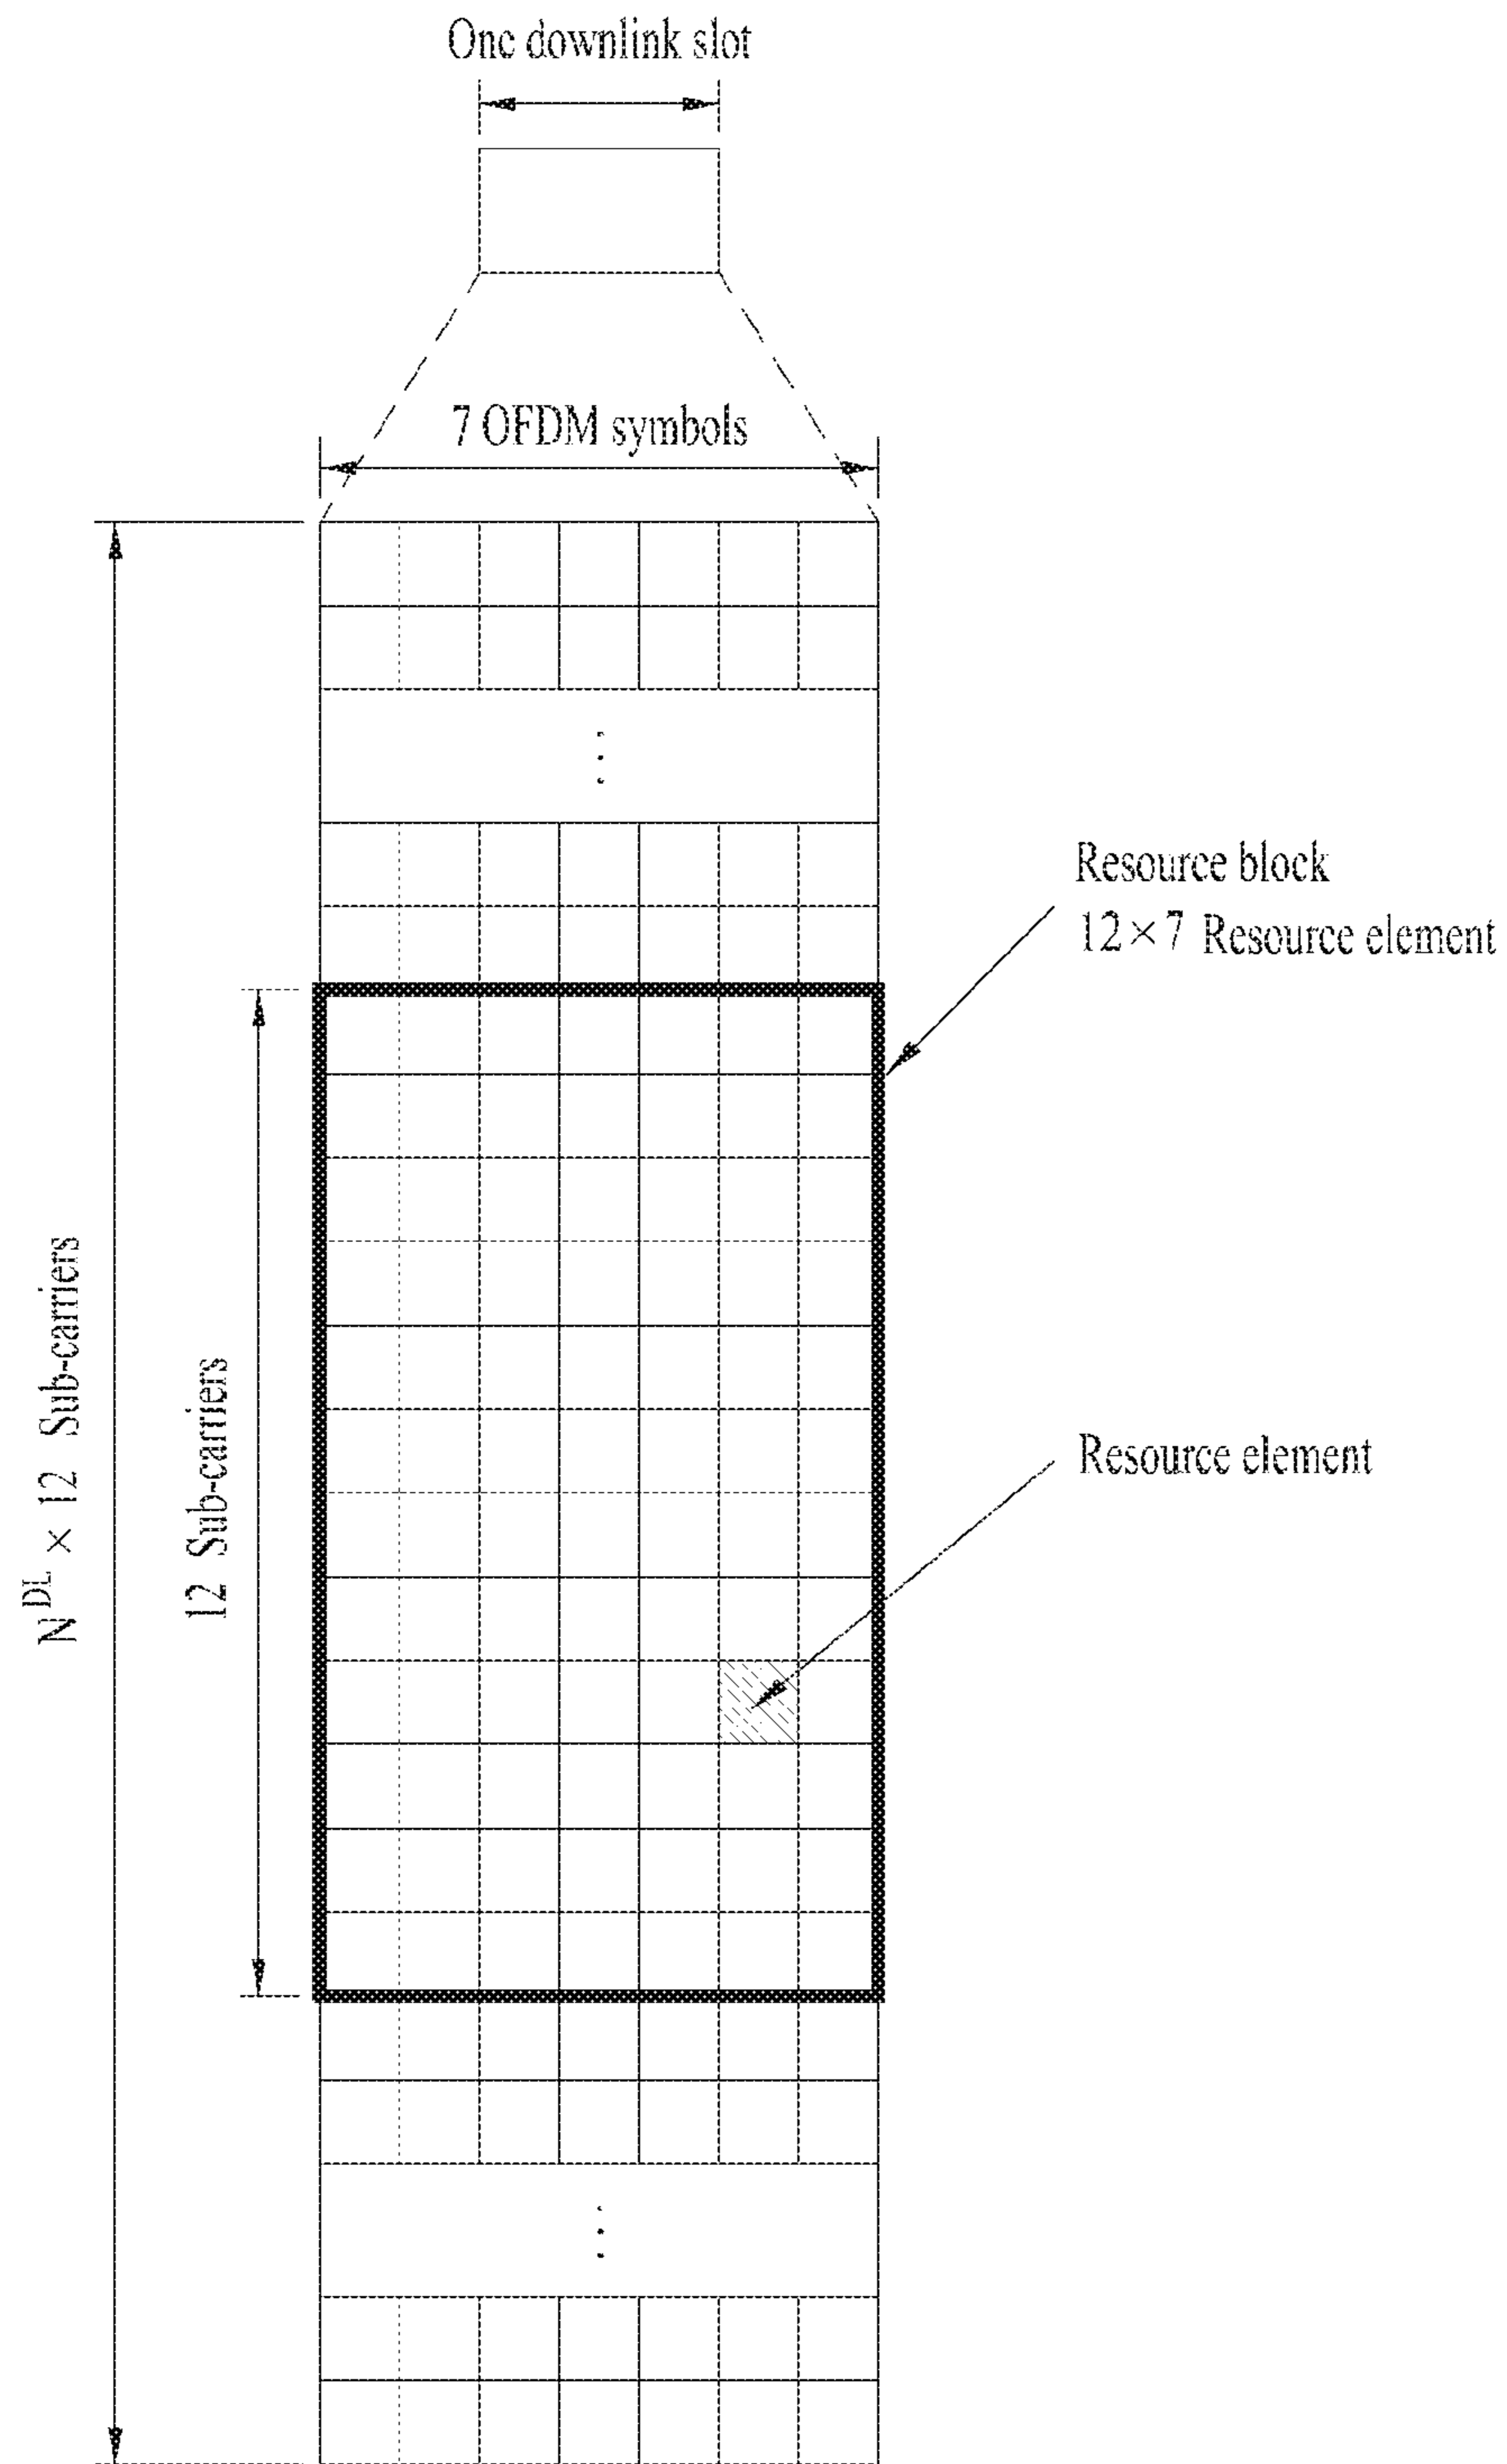 One downlink slot
7 OFDM symbols
Resource block
12×7 Resource element
N^DL × 12 Sub-carriers
12 Sub-carriers
Resource element